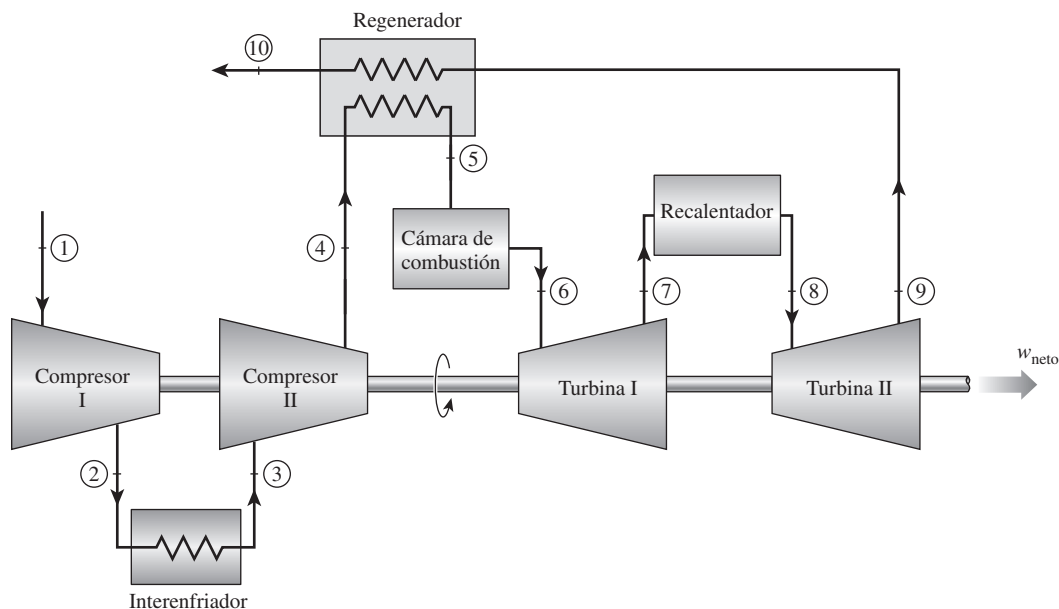 Regenerador
10
5
Recalentador
1
4
Cámara de
combustión
6
7
8
9
w_neto
Compresor
I
Compresor
II
Turbina I
Turbina II
2
3
Interenfriador